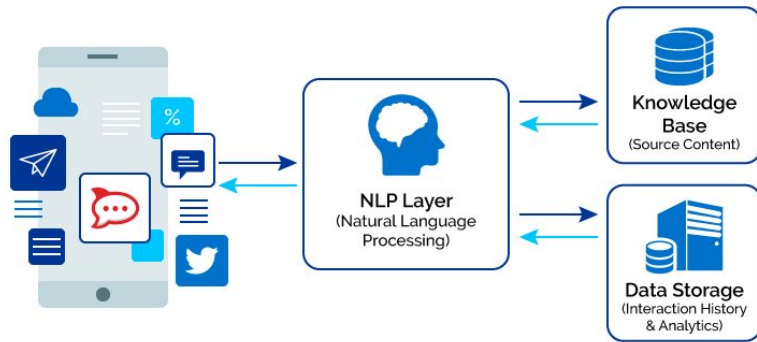 %
NLP Layer
(Natural Language
Processing)
Knowledge
Base
(Source Content)
Data Storage
(Interaction History
& Analytics)